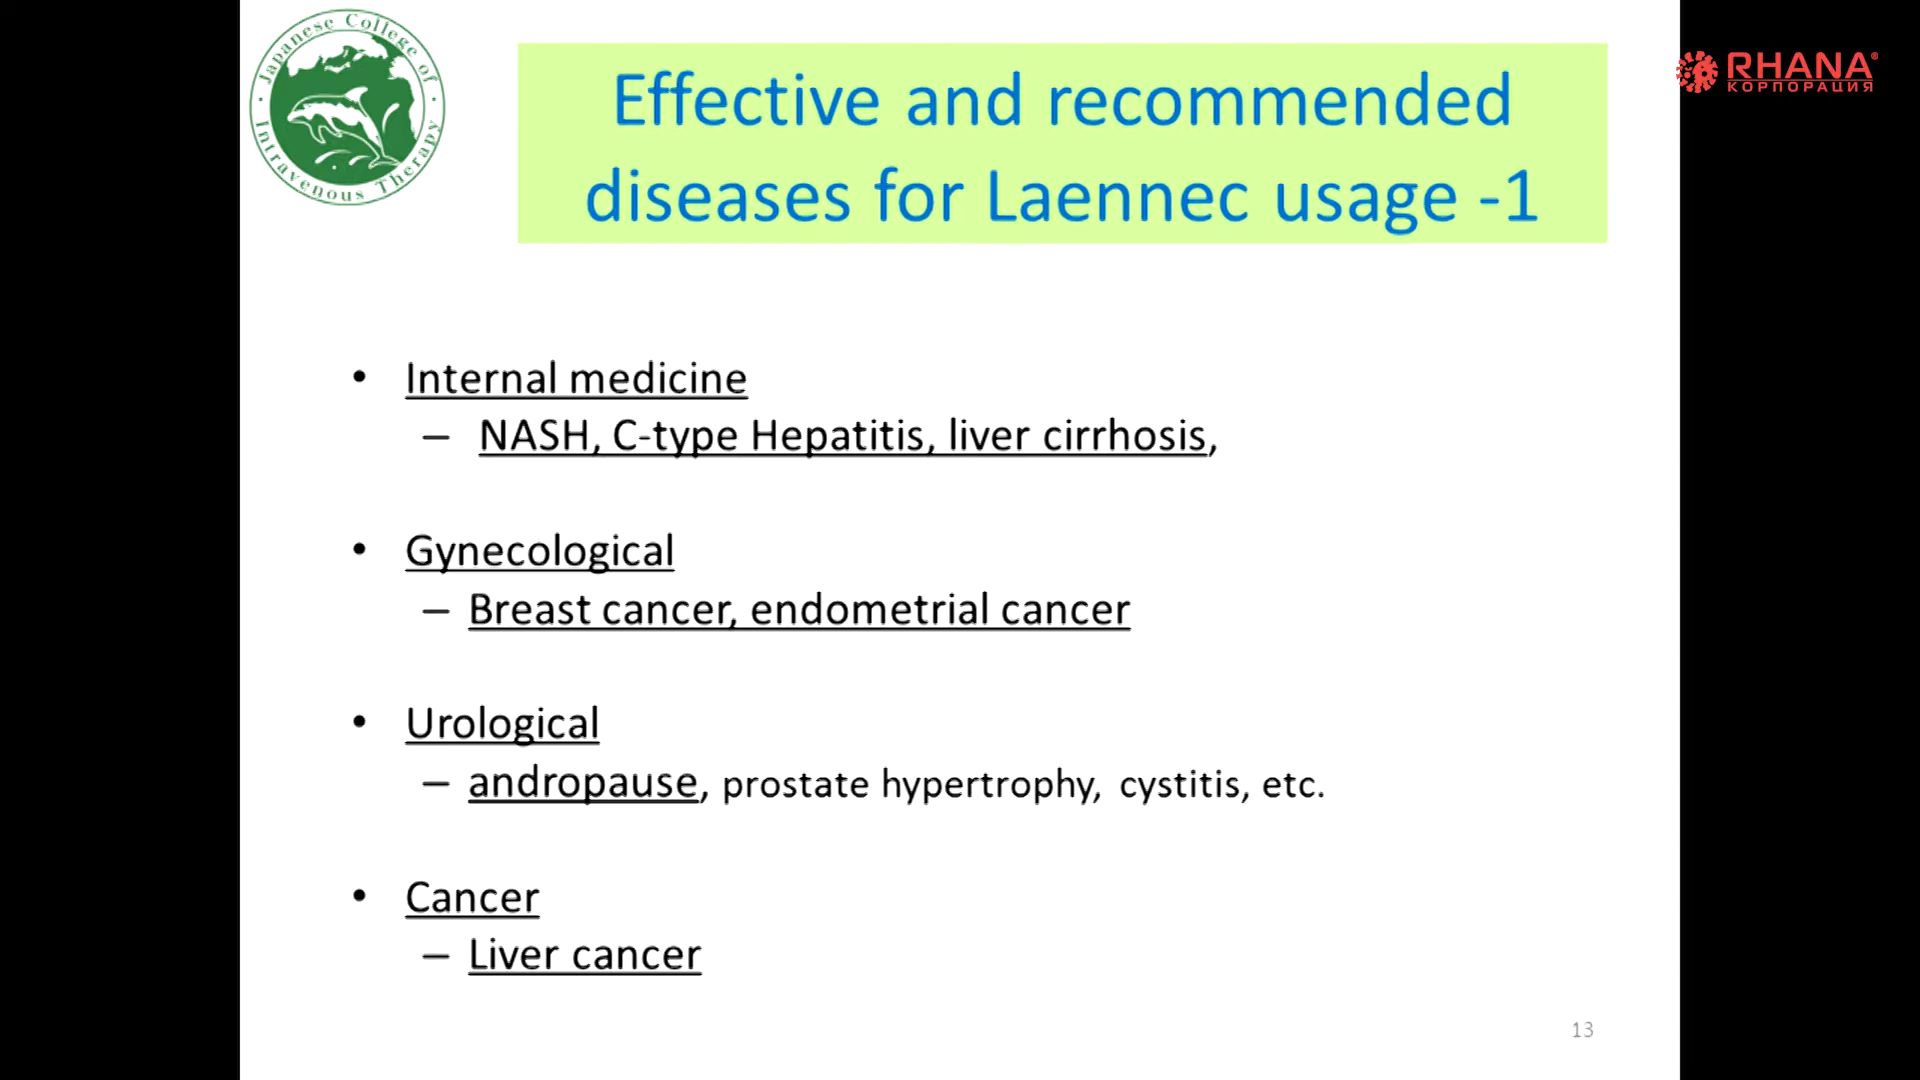 Japanese College of
Intravenous Therapy
RHANA®
КОРПОРАЦИЯ
Effective and recommended
diseases for Laennec usage -1
• Internal medicine
– NASH, C-type Hepatitis, liver cirrhosis,
• Gynecological
– Breast cancer, endometrial cancer
• Urological
– andropause, prostate hypertrophy, cystitis, etc.
• Cancer
– Liver cancer
13